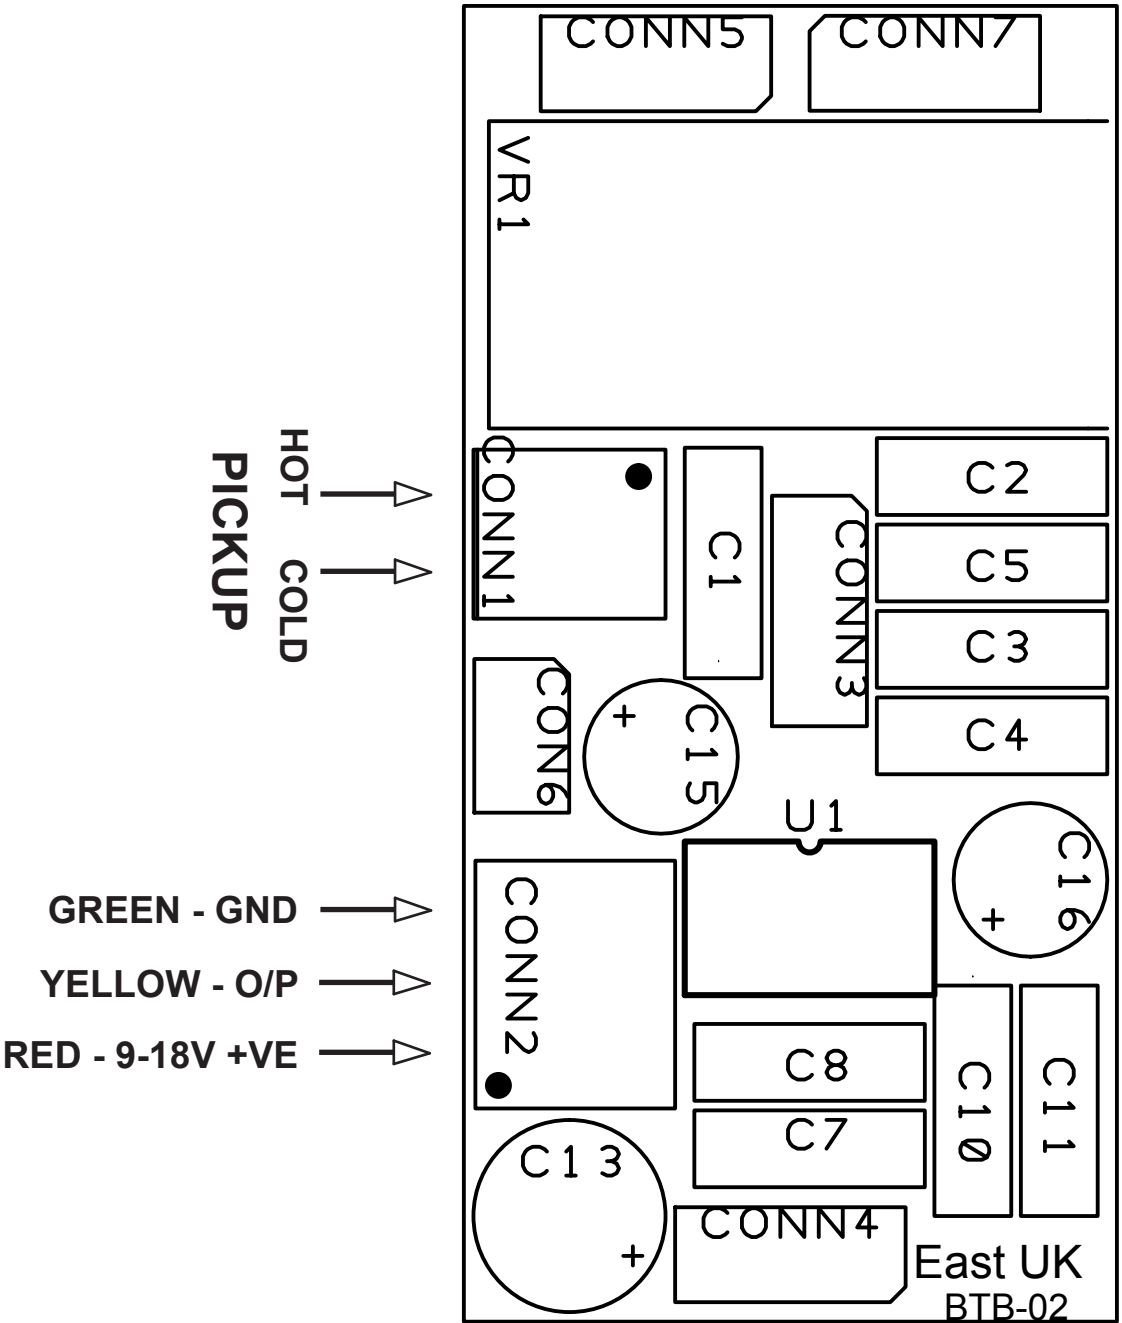 CONN5
CONN7
VR1
HOT
PICKUP
COLD
CONN1
C1
CONN3
C2
C5
C3
C4
CON6
C15
U1
C16
GREEN - GND
YELLOW - O/P
RED - 9-18V +VE
CONN2
C8
C7
C10
C11
C13
CONN4
+
+
+
East UK
BTB-02